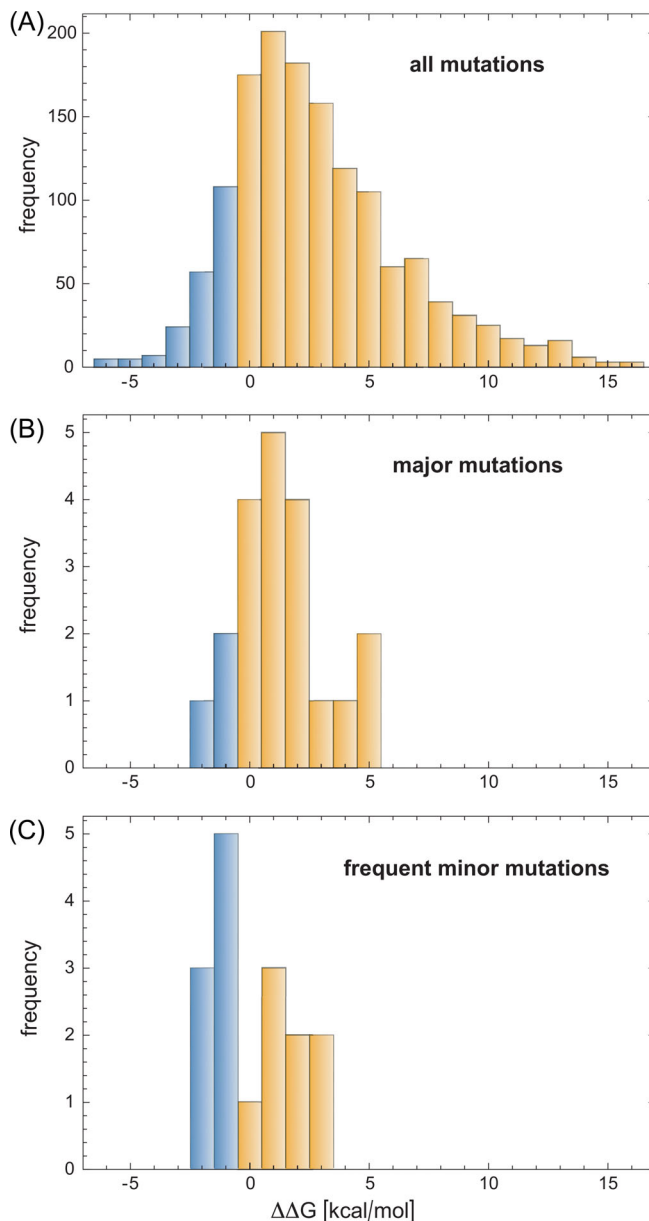 (A)
all mutations
frequency
200
150
100
50
0
-5 0 5 10 15
(B)
major mutations
frequency
5
4
3
2
1
0
-5 0 5 10 15
(C)
frequent minor mutations
frequency
5
4
3
2
1
0
-5 0 5 10 15
ΔΔG [kcal/mol]